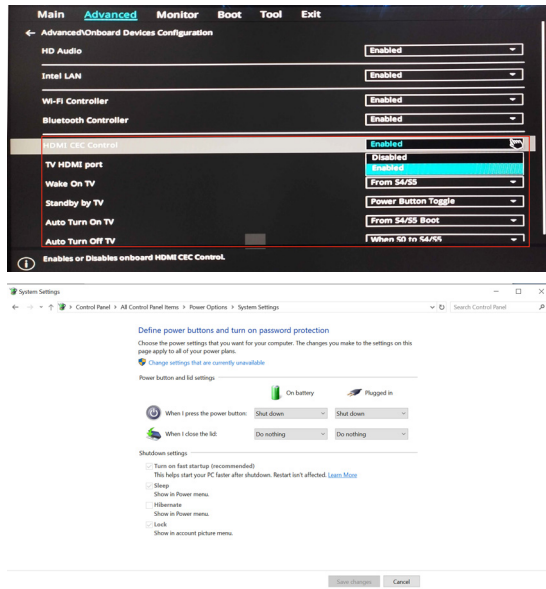 Main Advanced Monitor Boot Tool Exit
← Advanced\Onboard Devices Configuration
HD Audio Enabled
Intel LAN Enabled
Wi-Fi Controller Enabled
Bluetooth Controller Enabled
HDMI CEC Control Enabled
Disabled
TV HDMI port Enabled
Wake On TV From S4/S5
Standby by TV Power Button Toggle
Auto Turn On TV From S4/S5 Boot
Auto Turn Off TV When S0 to S4/S5
Enables or Disables onboard HDMI CEC Control.
System Settings
Control Panel > All Control Panel Items > Power Options > System Settings Search Control Panel
Define power buttons and turn on password protection
Choose the power settings that you want for your computer. The changes you make to the settings on this
page apply to all of your power plans.
Change settings that are currently unavailable
Power button and lid settings
On battery Plugged in
When I press the power button: Shut down Shut down
When I close the lid: Do nothing Do nothing
Shutdown settings
Turn on fast startup (recommended)
This helps start your PC faster after shutdown. Restart isn't affected. Learn More
Sleep
Show in Power menu.
Hibernate
Show in Power menu.
Lock
Show in account picture menu.
Save changes Cancel